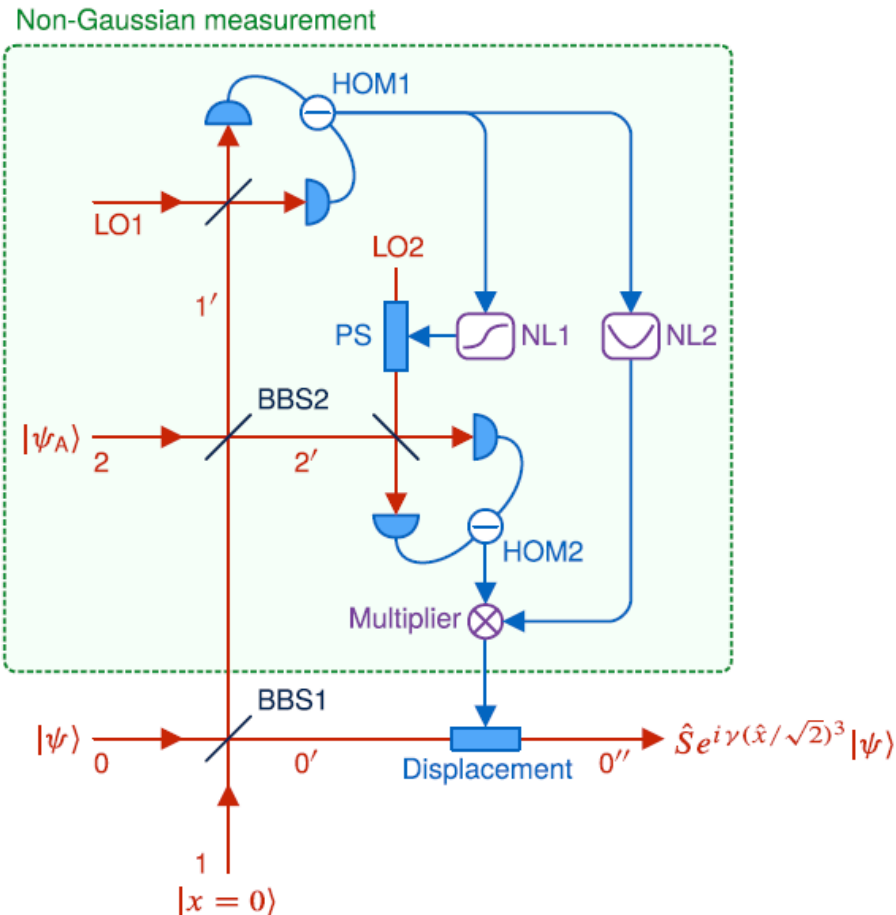 Non-Gaussian measurement
HOM1
LO1
LO2
1′
PS
NL1
NL2
BBS2
|ψ_A⟩
2
2′
HOM2
Multiplier
BBS1
|ψ⟩
0
0′
Displacement
0″
Ŝe^{iγ(x̂/√2)³}|ψ⟩
1
|x = 0⟩